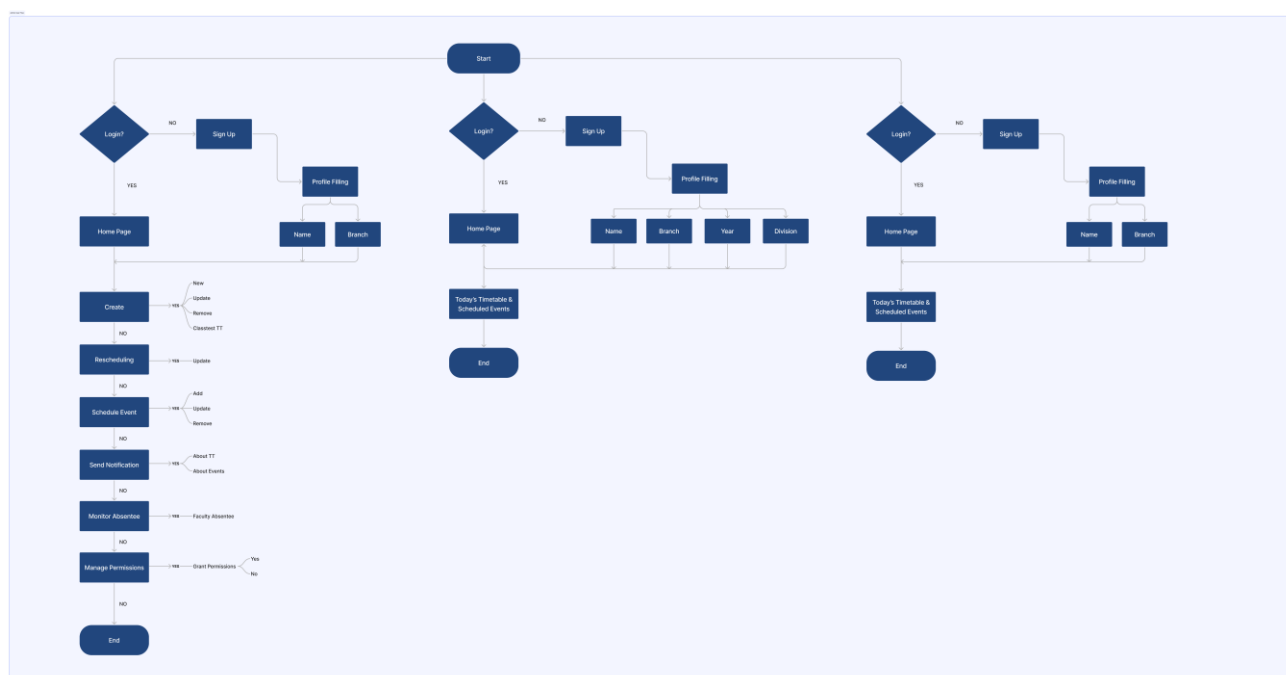 Start
Login?
NO
Sign Up
Profile Filling
Name
Branch
YES
Home Page
Create
YES
New
Update
Remove
Classtest TT
NO
Rescheduling
YES
Update
NO
Schedule Event
YES
Add
Update
Remove
NO
Send Notification
YES
About TT
About Events
NO
Monitor Absentee
YES
Faculty Absentee
NO
Manage Permissions
YES
Grant Permissions
Yes
No
NO
End
Login?
NO
Sign Up
Profile Filling
Name
Branch
Year
Division
YES
Home Page
Today's Timetable &
Scheduled Events
End
Login?
NO
Sign Up
Profile Filling
Name
Branch
YES
Home Page
Today's Timetable &
Scheduled Events
End